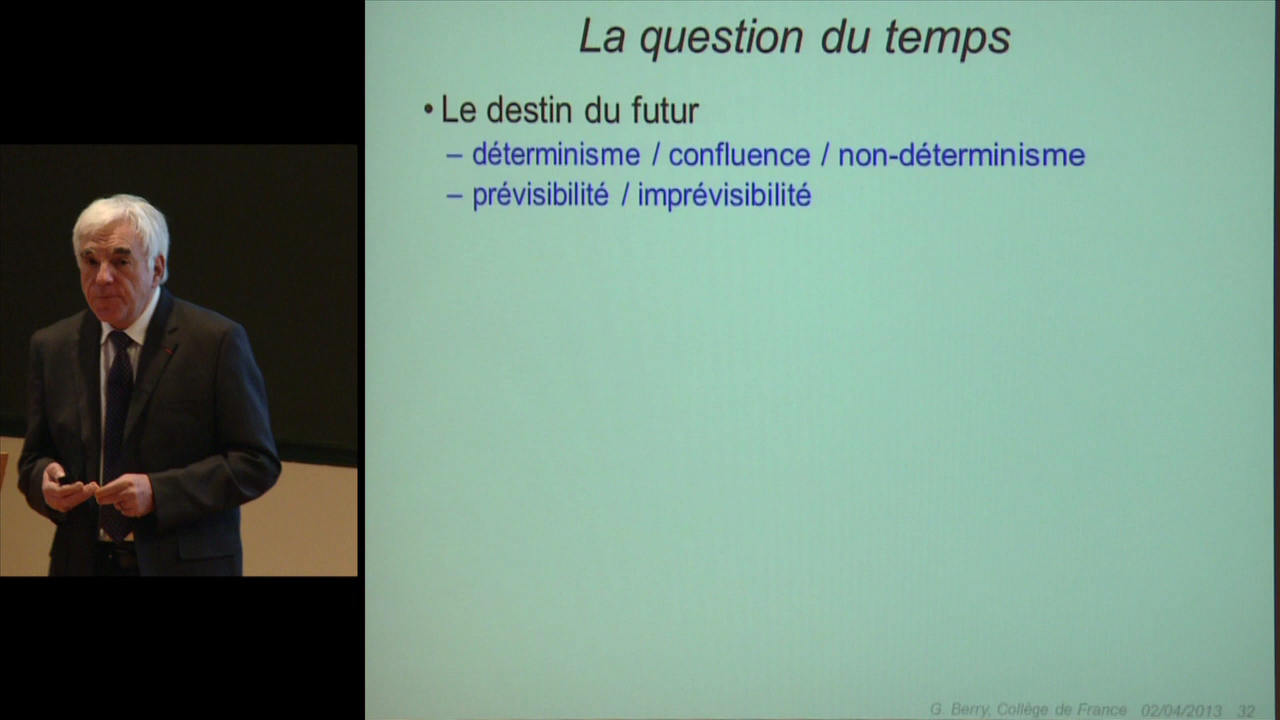 La question du temps
• Le destin du futur
– déterminisme / confluence / non-déterminisme
– prévisibilité / imprévisibilité
G. Berry, Collège de France 02/04/2013 32